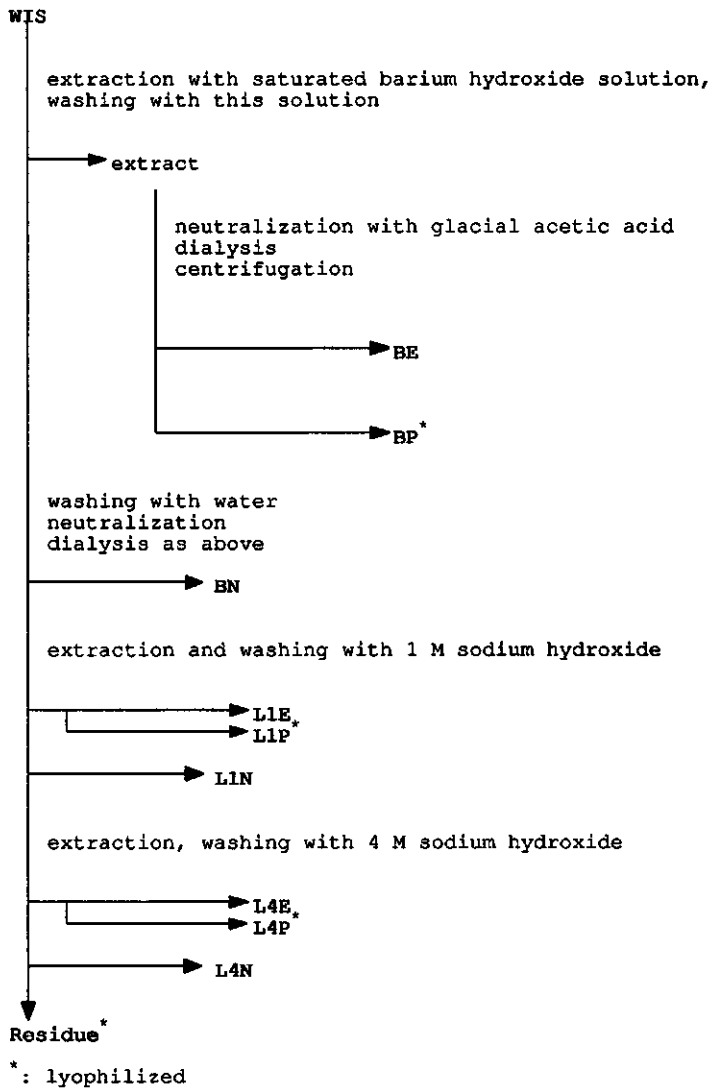 WIS
extraction with saturated barium hydroxide solution,
washing with this solution
extract
neutralization with glacial acetic acid
dialysis
centrifugation
BE
BP*
washing with water
neutralization
dialysis as above
BN
extraction and washing with 1 M sodium hydroxide
L1E
L1P*
L1N
extraction, washing with 4 M sodium hydroxide
L4E
L4P*
L4N
Residue*
*: lyophilized